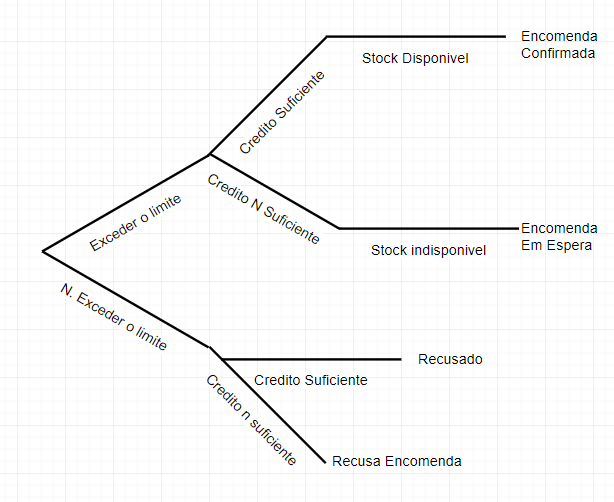 Encomenda
Confirmada
Stock Disponivel
Credito Suficiente
Exceder o limite
Credito N Suficiente
Encomenda
Em Espera
Stock indisponivel
N. Exceder o limite
Recusado
Credito Suficiente
Credito n suficiente
Recusa Encomenda